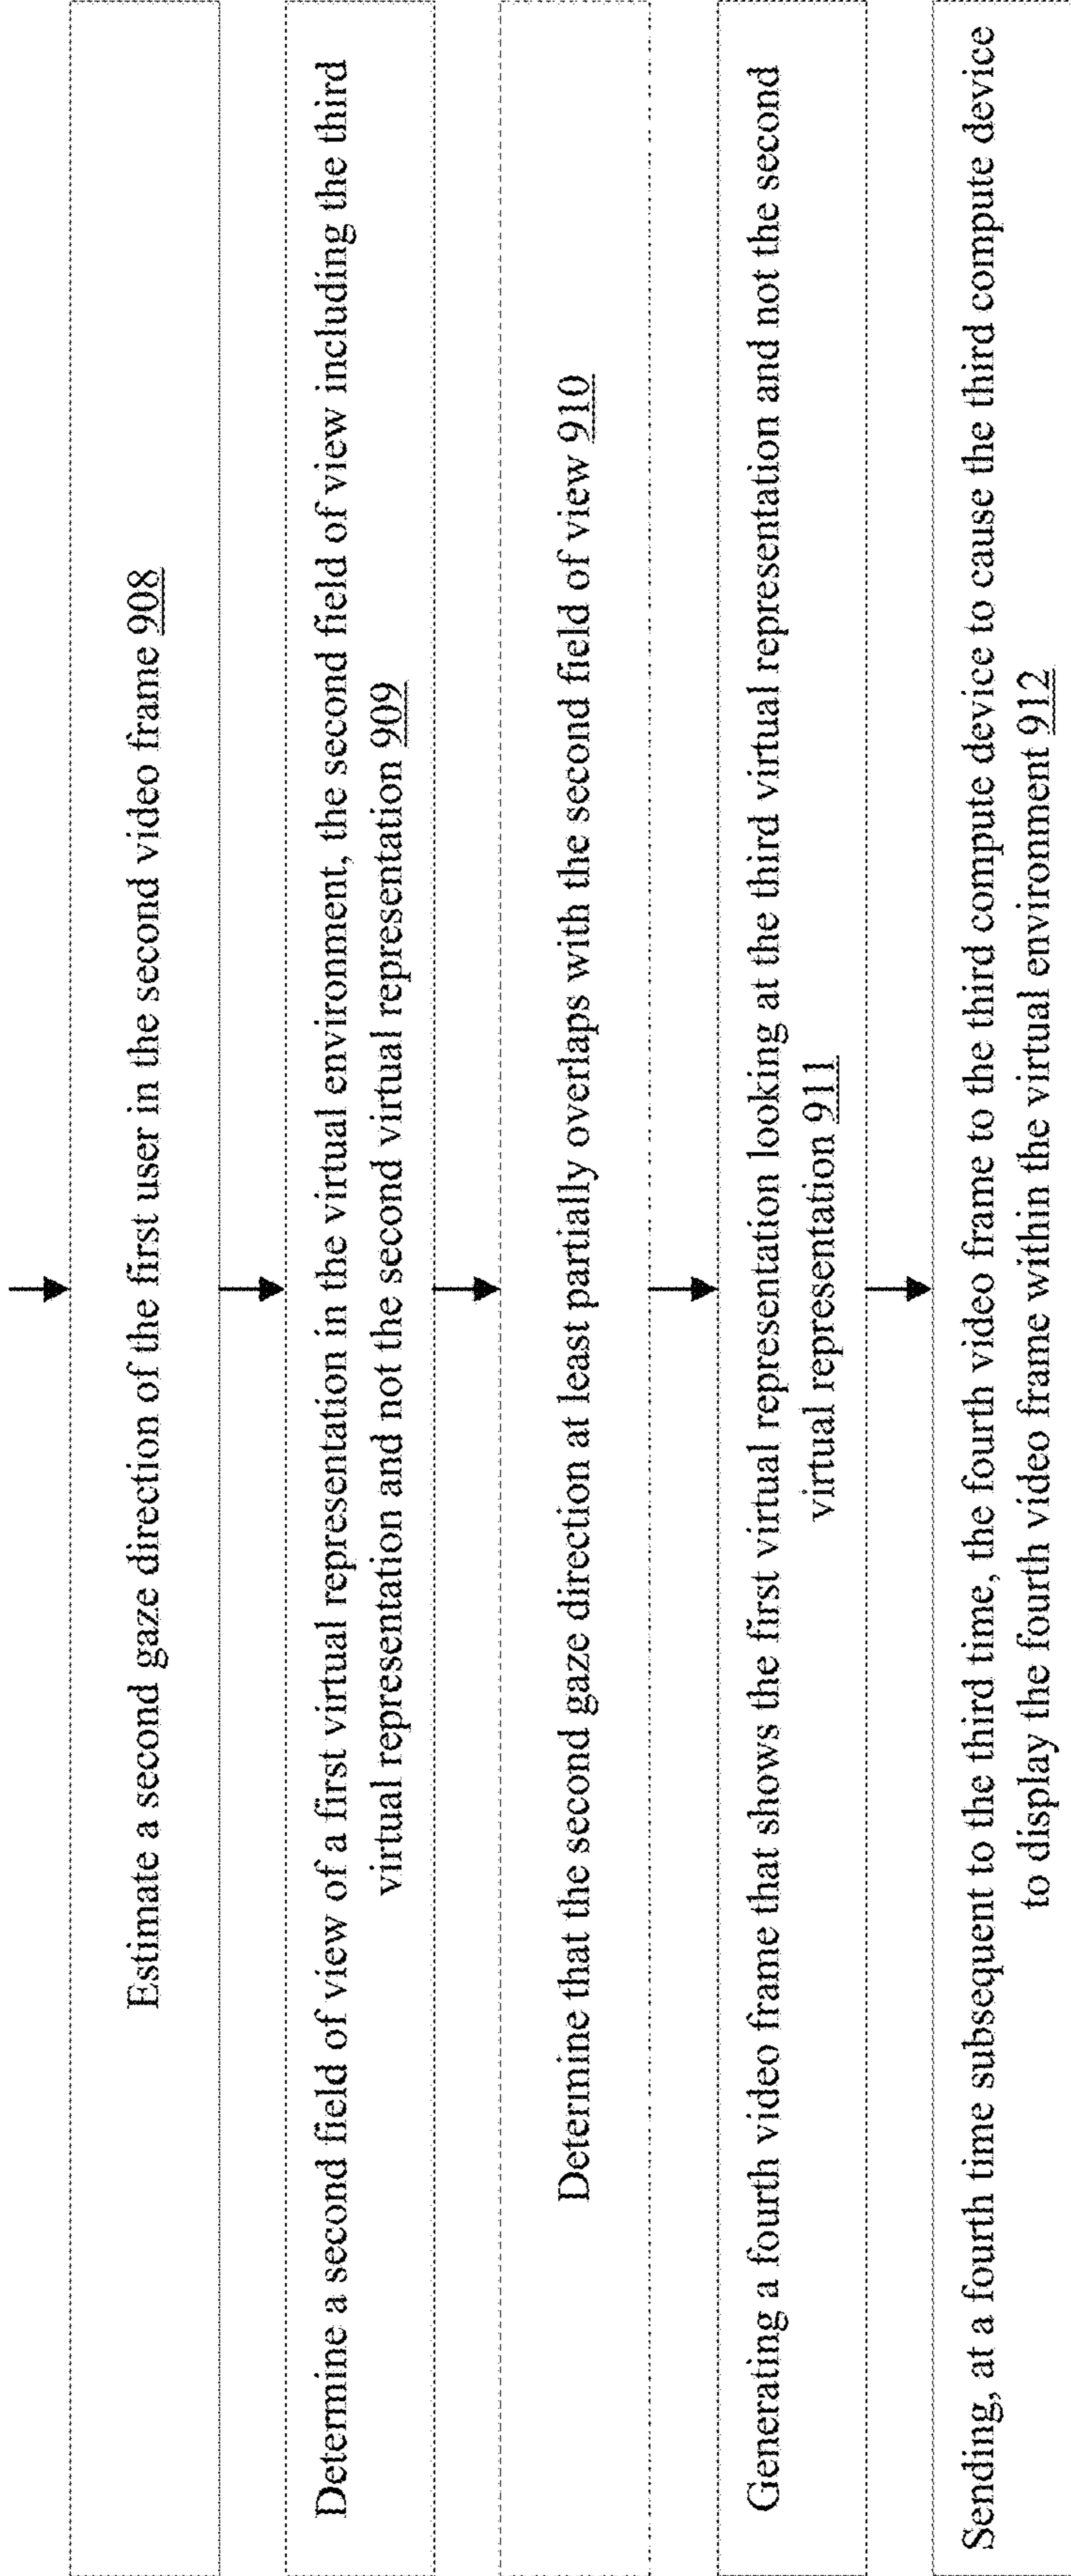 Estimate a second gaze direction of the first user in the second video frame 908
Determine a second field of view of a first virtual representation in the virtual environment, the second field of view including the third
virtual representation and not the second virtual representation 909
Determine that the second gaze direction at least partially overlaps with the second field of view 910
Generating a fourth video frame that shows the first virtual representation looking at the third virtual representation and not the second
virtual representation 911
Sending, at a fourth time subsequent to the third time, the fourth video frame to the third compute device to cause the third compute device
to display the fourth video frame within the virtual environment 912